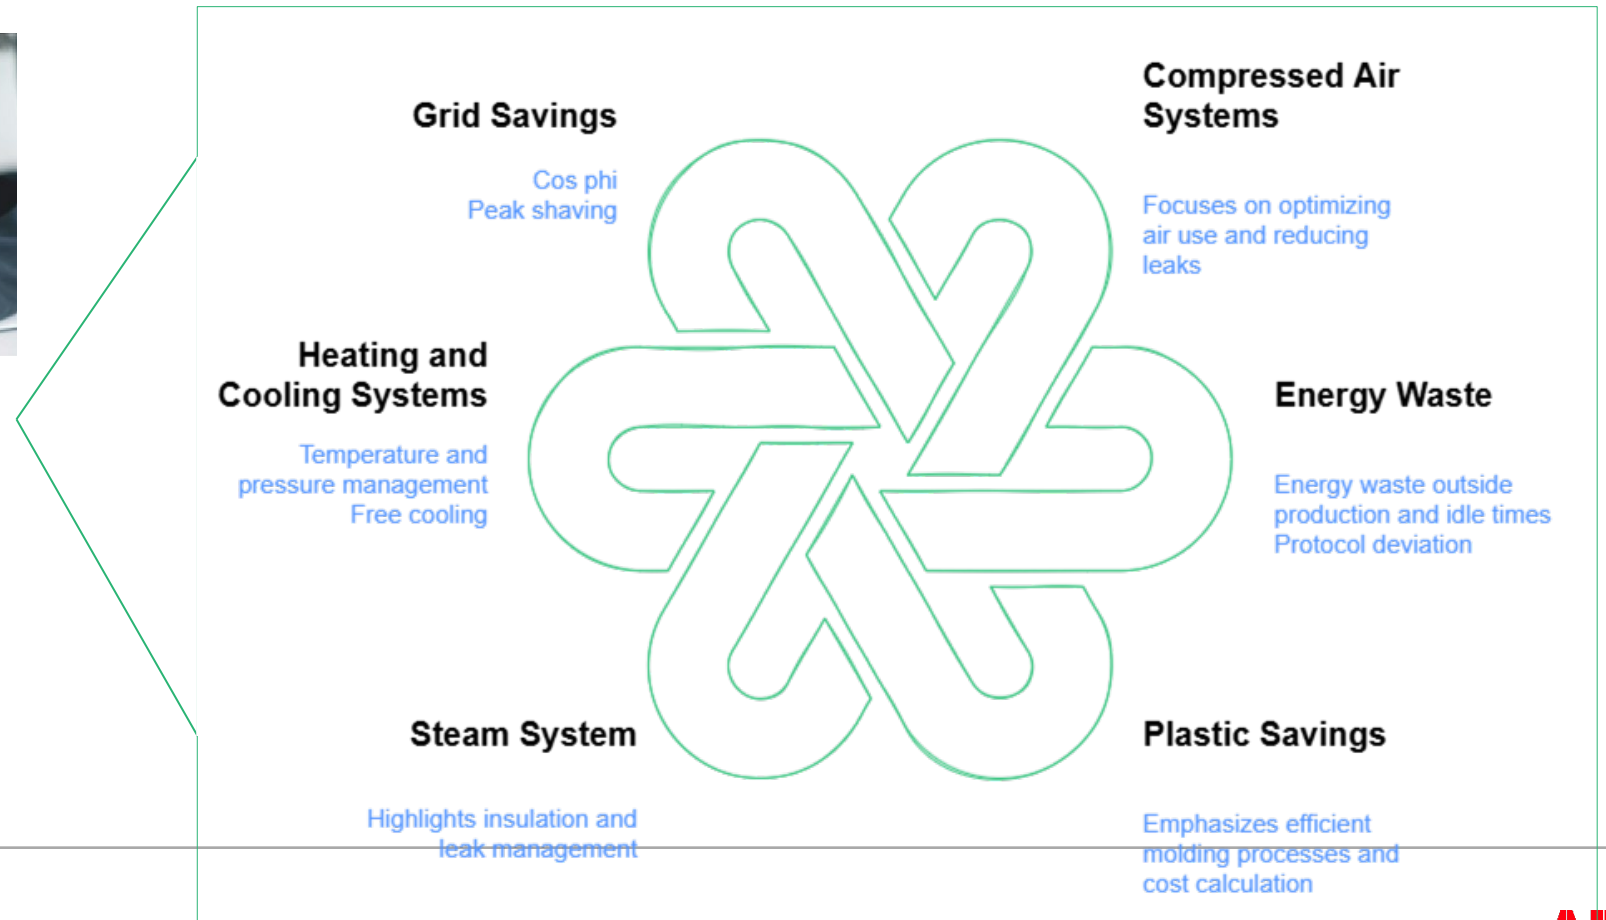 Grid Savings
Cos phi
Peak shaving
Compressed Air
Systems
Focuses on optimizing
air use and reducing
leaks
Heating and
Cooling Systems
Temperature and
pressure management
Free cooling
Energy Waste
Energy waste outside
production and idle times
Protocol deviation
Steam System
Highlights insulation and
leak management
Plastic Savings
Emphasizes efficient
molding processes and
cost calculation